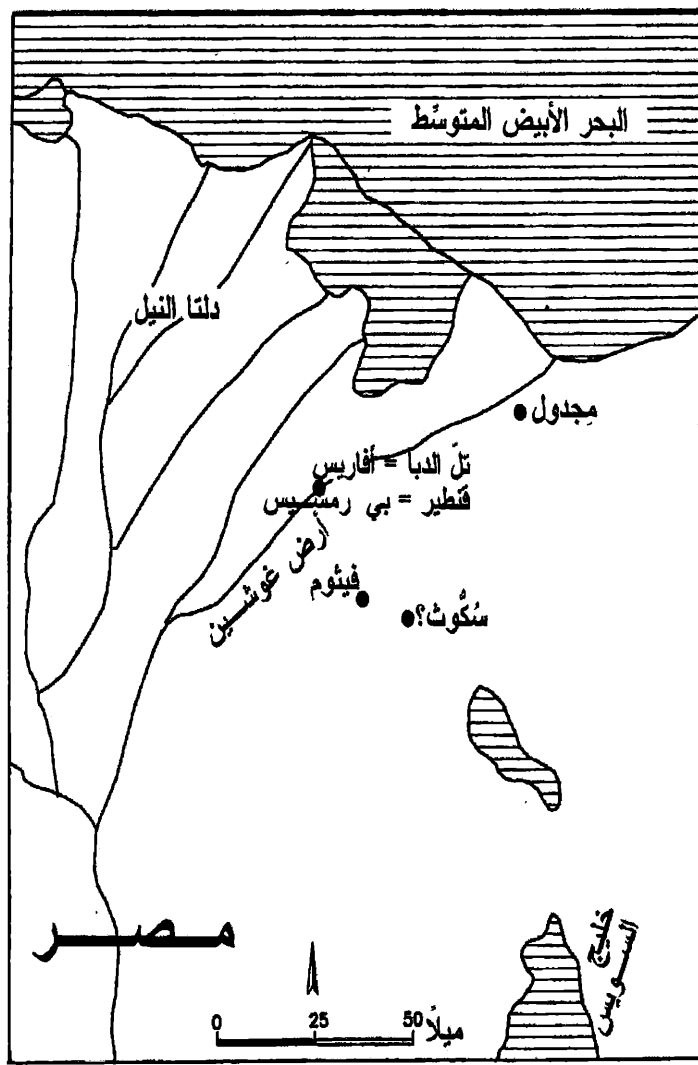 البحر الأبيض المتوسّط
دلتا النيل
مِجدول
تلّ الدبا = أفاريس
قنطير = بي رمسيس
أرض غوشين
فيثوم
سُكُّوث؟
خليج
السويس
مصر
0 25 50 ميلاً